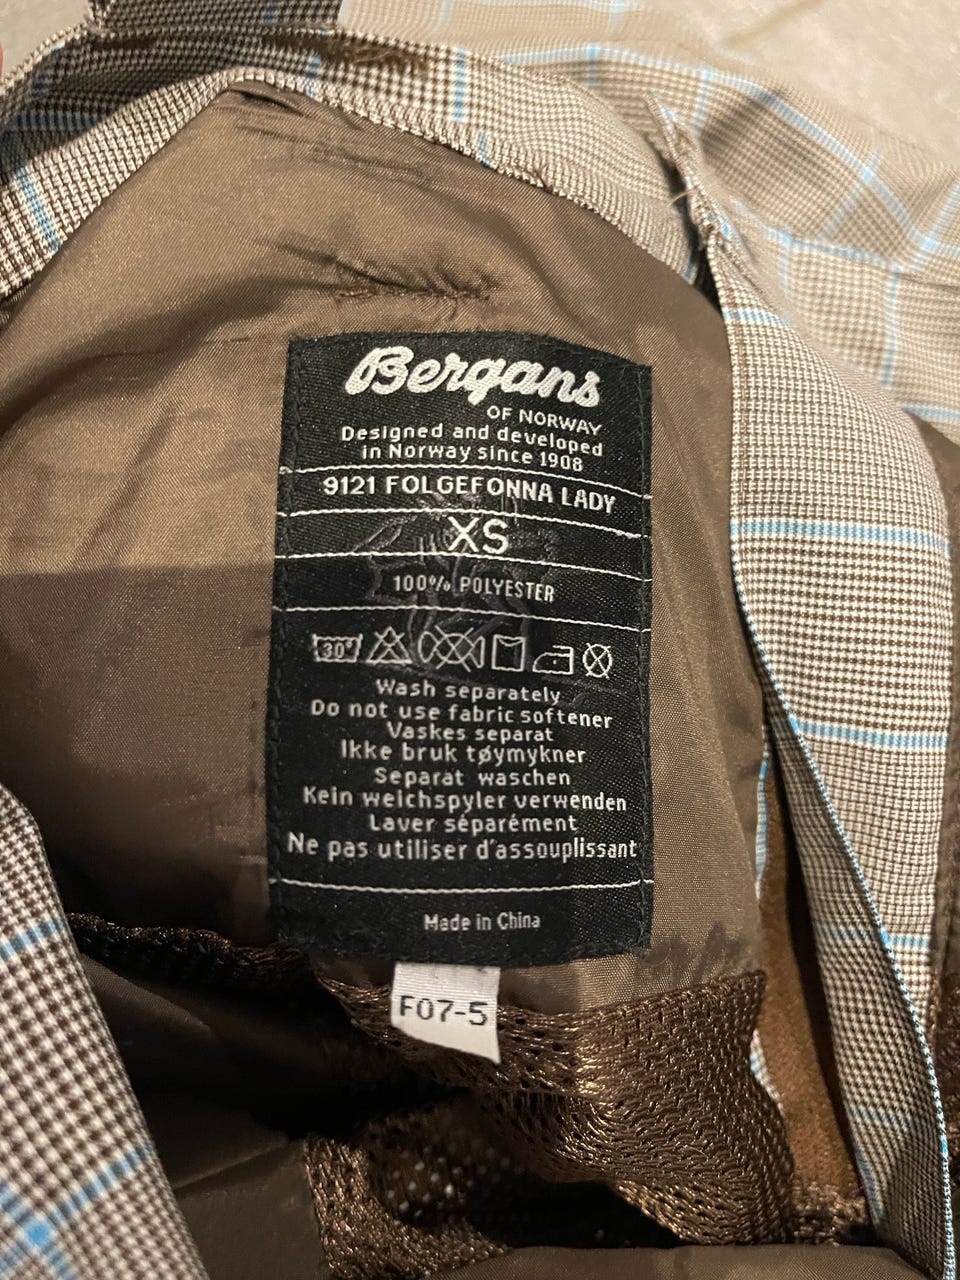 Bergans
OF NORWAY
Designed and developed
in Norway since 1908
9121 FOLGEFONNA LADY
XS
100% POLYESTER
30°
Wash separately
Do not use fabric softener
Vaskes separat
Ikke bruk tøymykner
Separat waschen
Kein weichspyler verwenden
Laver séparément
Ne pas utiliser d'assouplissant
Made in China
F07-5